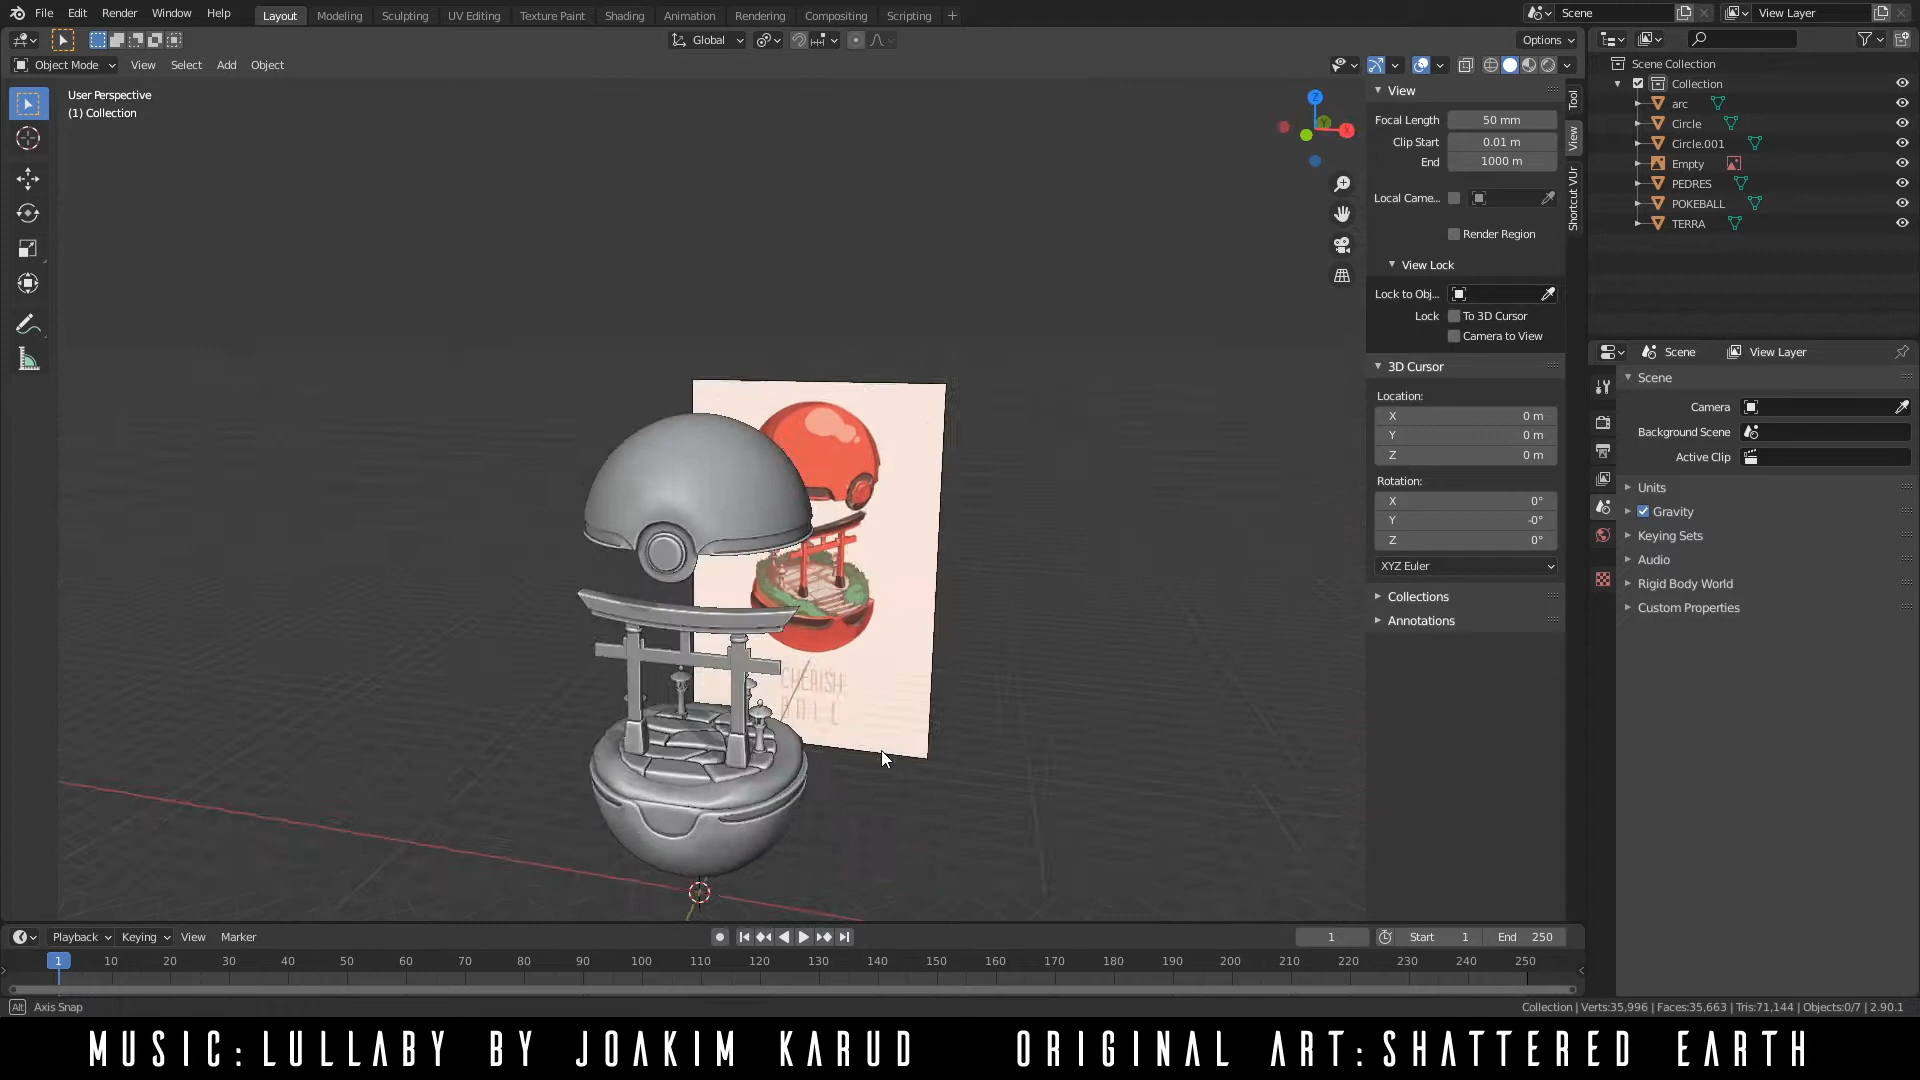 File Edit Render Window Help Layout Modeling Sculpting UV Editing Texture Paint Shading Animation Rendering Compositing Scripting Scene View Layer
Global Options
Object Mode View Select Add Object
User Perspective
(1) Collection
CHERISH
View
Focal Length 50 mm
Clip Start 0.01 m
End 1000 m
Local Came...
Render Region
View Lock
Lock to Obj...
Lock To 3D Cursor
Camera to View
3D Cursor
Location:
X 0 m
Y 0 m
Z 0 m
Rotation:
X 0°
Y -0°
Z 0°
XYZ Euler
Collections
Annotations
Tool
View
Shortcut VUr
Scene Collection
Collection
arc
Circle
Circle.001
Empty
PEDRES
POKEBALL
TERRA
Scene View Layer
Scene
Camera
Background Scene
Active Clip
Units
Gravity
Keying Sets
Audio
Rigid Body World
Custom Properties
Playback Keying View Marker 1 Start 1 End 250
1 10 20 30 40 50 60 70 80 90 100 110 120 130 140 150 160 170 180 190 200 210 220 230 240 250
Alt Axis Snap Collection | Verts:35,996 | Faces:35,663 | Tris:71,144 | Objects:0/7 | 2.90.1
MUSIC:LULLABY BY JOAKIM KARUD ORIGINAL ART:SHATTERED EARTH